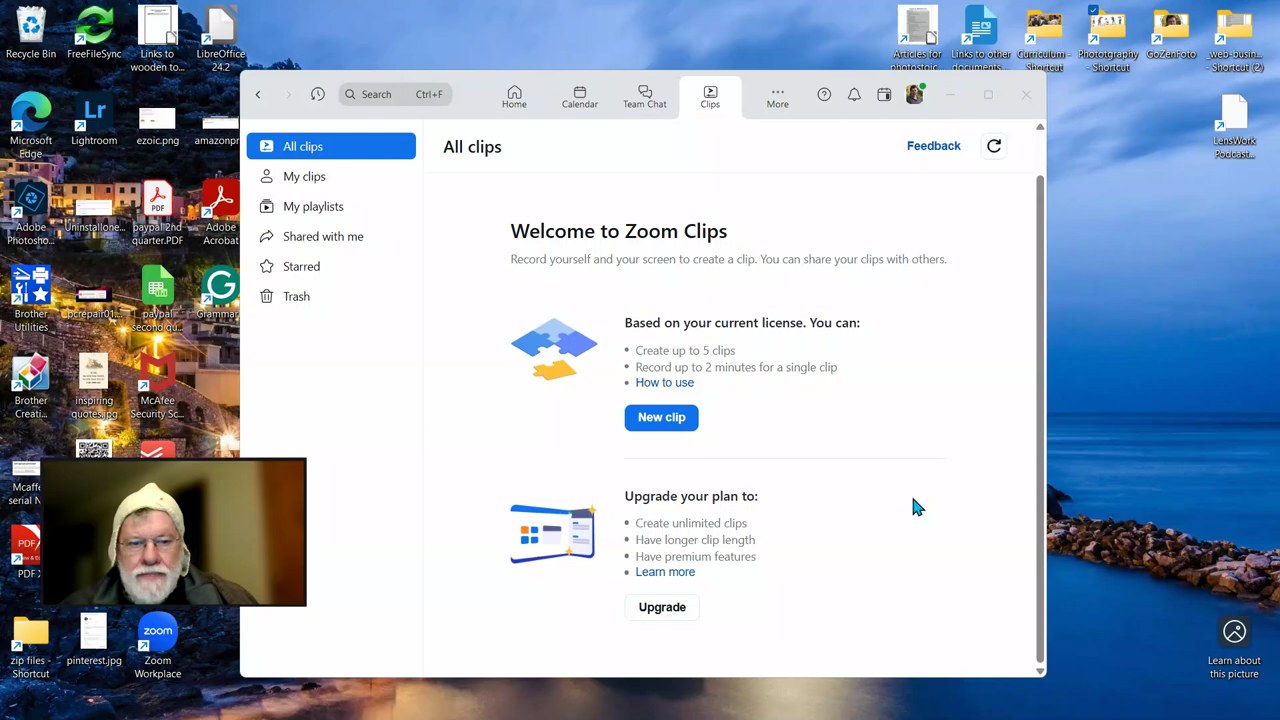 Recycle Bin
FreeFileSync
Links to wooden to...
LibreOffice 24.2
Microsoft Edge
Lr
Lightroom
ezoic.png
amazonpr...
Adobe Photosho...
PDF
paypal 2nd quarter.PDF
Adobe Acrobat
Brother Utilities
paypal second qu...
Brother Creati...
inspiring quotes.jpg
McAfee Security Sc...
PDF
zip files - Shortcut
pinterest.jpg
zoom
Zoom Workplace
Search
Ctrl+F
Home
Calendar
Team Chat
Clips
More
All clips
My clips
My playlists
Shared with me
Starred
Trash
All clips
Feedback
Welcome to Zoom Clips
Record yourself and your screen to create a clip. You can share your clips with others.
Based on your current license. You can:
Create up to 5 clips
Record up to 2 minutes for a single clip
How to use
New clip
Upgrade your plan to:
Create unlimited clips
Have longer clip length
Have premium features
Learn more
Upgrade
Articles for
Links to other documents
Curriculum - Shortcut
Phototgraphy - Shortcut
GoZenFoto
_web-busin... - Shortcut (2)
LensWork Podcast...
Learn about this picture